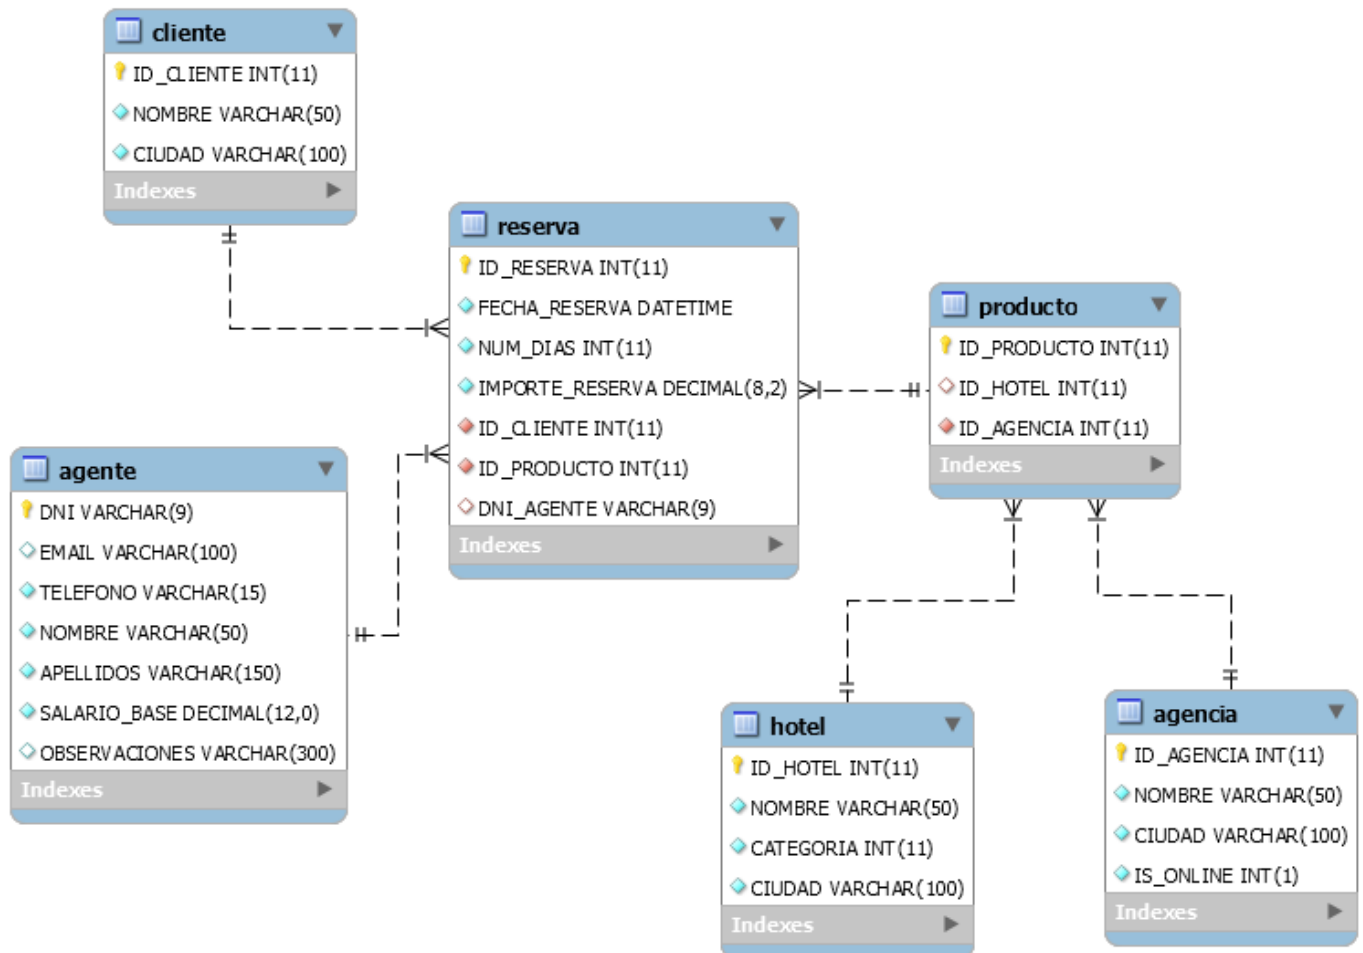 cliente
ID_CLIENTE INT(11)
NOMBRE VARCHAR(50)
CIUDAD VARCHAR(100)
Indexes
reserva
ID_RESERVA INT(11)
FECHA_RESERVA DATETIME
NUM_DIAS INT(11)
IMPORTE_RESERVA DECIMAL(8,2)
ID_CLIENTE INT(11)
ID_PRODUCTO INT(11)
DNI_AGENTE VARCHAR(9)
Indexes
producto
ID_PRODUCTO INT(11)
ID_HOTEL INT(11)
ID_AGENCIA INT(11)
Indexes
agente
DNI VARCHAR(9)
EMAIL VARCHAR(100)
TELEFONO VARCHAR(15)
NOMBRE VARCHAR(50)
APELLIDOS VARCHAR(150)
SALARIO_BASE DECIMAL(12,0)
OBSERVACIONES VARCHAR(300)
Indexes
hotel
ID_HOTEL INT(11)
NOMBRE VARCHAR(50)
CATEGORIA INT(11)
CIUDAD VARCHAR(100)
Indexes
agencia
ID_AGENCIA INT(11)
NOMBRE VARCHAR(50)
CIUDAD VARCHAR(100)
IS_ONLINE INT(1)
Indexes